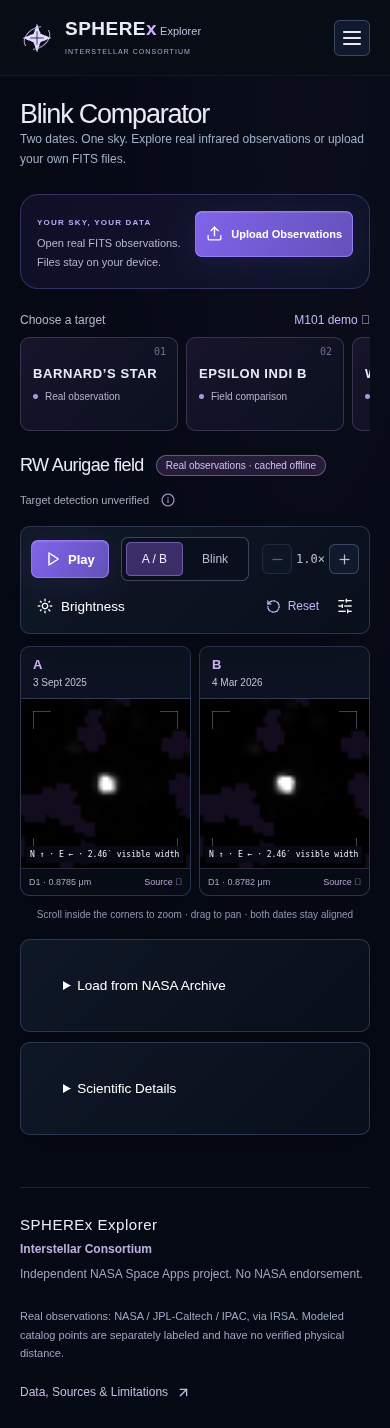 SPHEREx Explorer
INTERSTELLAR CONSORTIUM
Blink Comparator
Two dates. One sky. Explore real infrared observations or upload
your own FITS files.
YOUR SKY, YOUR DATA
Open real FITS observations.
Files stay on your device.
Upload Observations
Choose a target
M101 demo
01
BARNARD’S STAR
Real observation
02
EPSILON INDI B
Field comparison
RW Aurigae field
Real observations · cached offline
Target detection unverified
Play
A / B
Blink
1.0×
Brightness
Reset
A
3 Sept 2025
N ↑ · E ← · 2.46′ visible width
D1 · 0.8785 μm
Source
B
4 Mar 2026
N ↑ · E ← · 2.46′ visible width
D1 · 0.8782 μm
Source
Scroll inside the corners to zoom · drag to pan · both dates stay aligned
Load from NASA Archive
Scientific Details
SPHEREx Explorer
Interstellar Consortium
Independent NASA Space Apps project. No NASA endorsement.
Real observations: NASA / JPL-Caltech / IPAC, via IRSA. Modeled
catalog points are separately labeled and have no verified physical
distance.
Data, Sources & Limitations